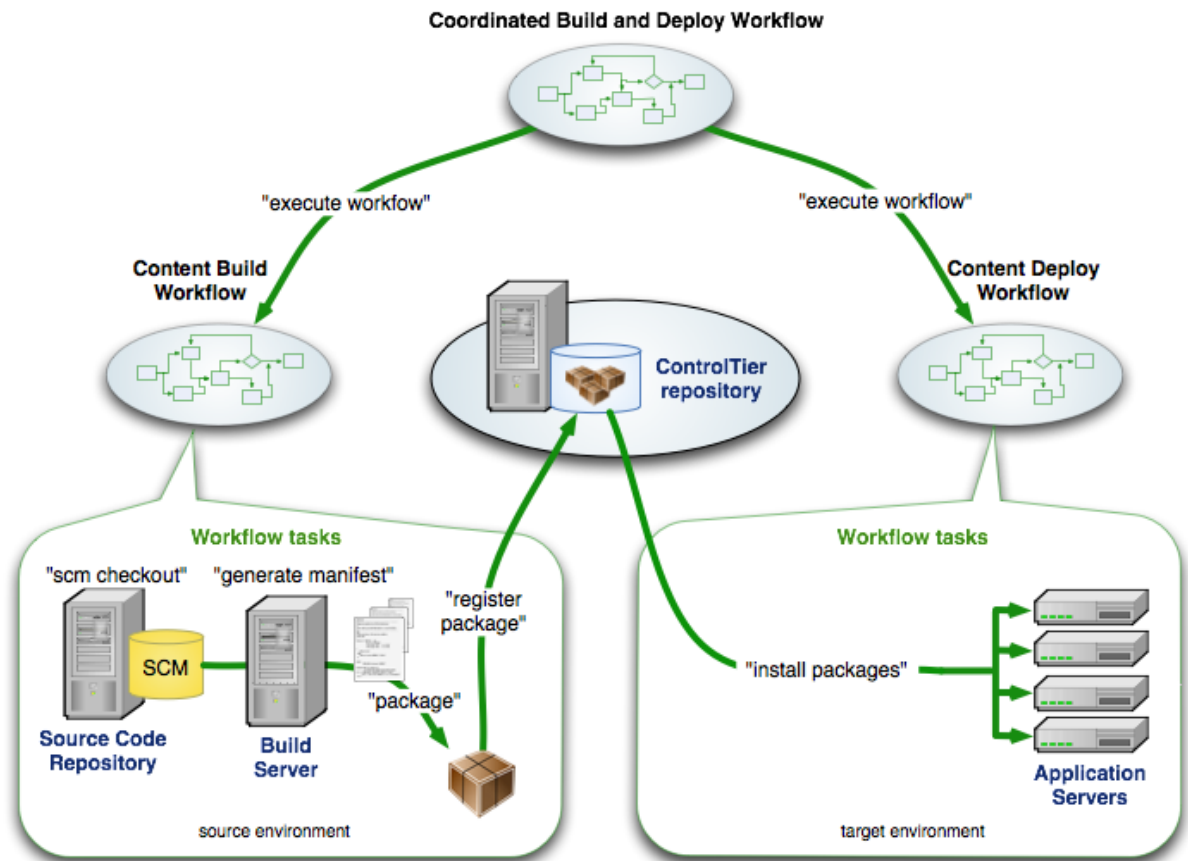 Coordinated Build and Deploy Workflow
"execute workfow"
"execute workflow"
Content Build
Workflow
Content Deploy
Workflow
ControlTier
repository
Workflow tasks
"scm checkout"
"generate manifest"
"register
package"
SCM
"package"
Source Code
Repository
Build
Server
source environment
Workflow tasks
"install packages"
Application
Servers
target environment